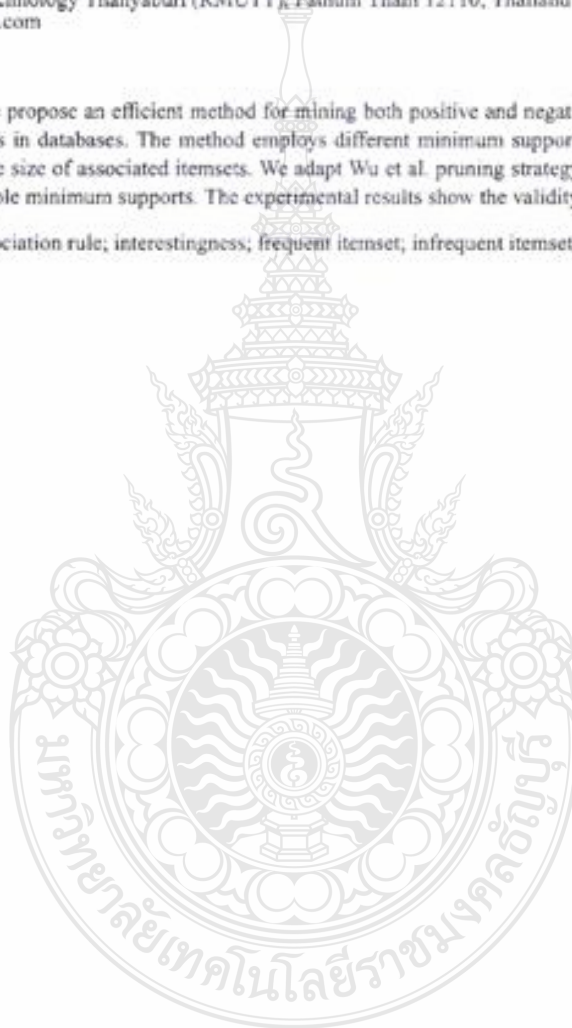 Technology Thanyaburi (RMUTT), Pathum Thani 12110, Thailand
.com
propose an efficient method for mining both positive and negat
s in databases. The method employs different minimum suppor
e size of associated itemsets. We adapt Wu et al. pruning strategy
ple minimum supports. The experimental results show the validity
ciation rule; interestingness; frequent itemset; infrequent itemset
มหาวิทยาลัยเทคโนโลยีราชมงคลธัญบุรี